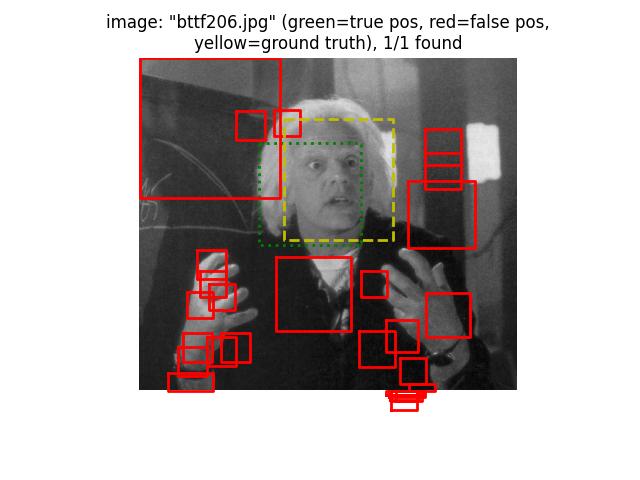 image: "bttf206.jpg" (green=true pos, red=false pos,
yellow=ground truth), 1/1 found